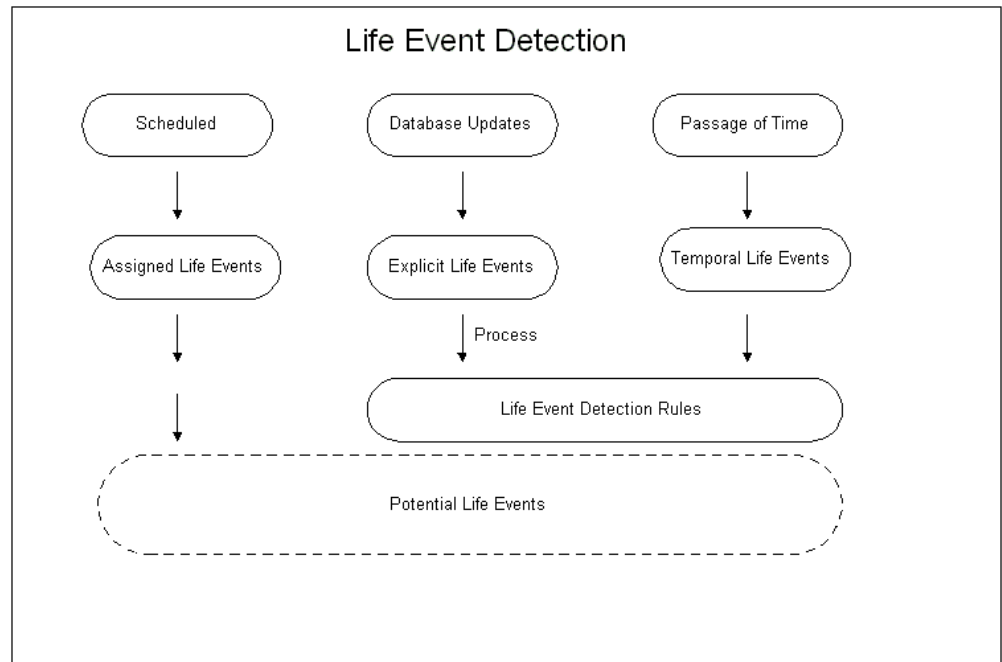 Life Event Detection
Scheduled
Database Updates
Passage of Time
Assigned Life Events
Explicit Life Events
Temporal Life Events
Process
Life Event Detection Rules
Potential Life Events